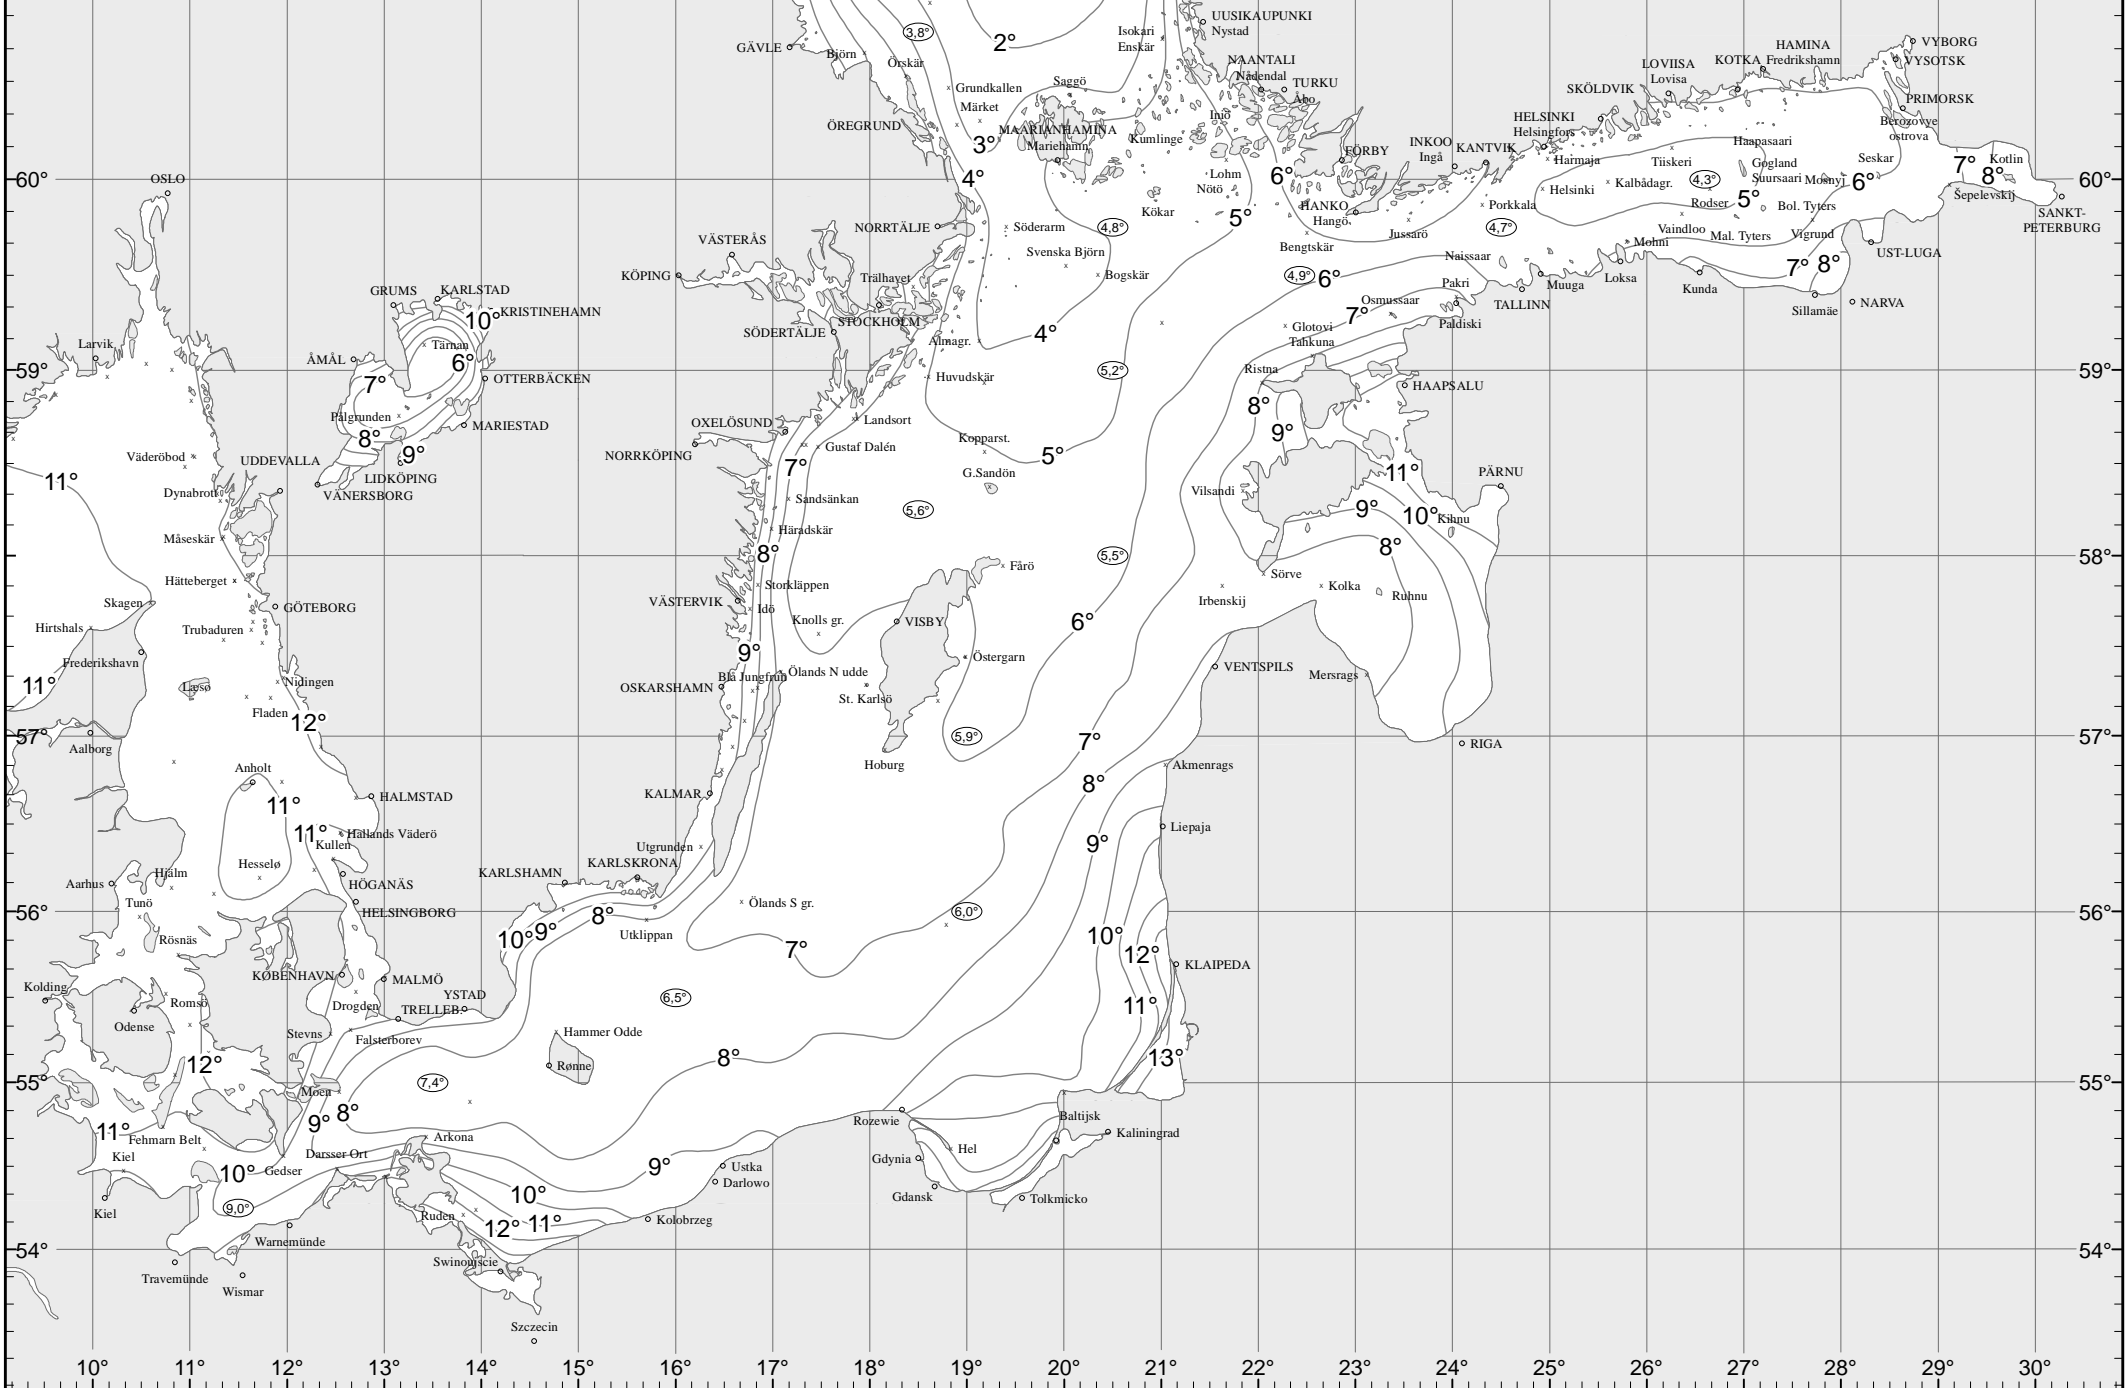 UUSIKAUPUNKI
Nystad
3,8°
2°
Isokari
Enskär
GÄVLE
Björn
Örskär
NAANTALI
Nådendal
TURKU
Åbo
LOVIISA
Lovisa
KOTKA
HAMINA
Fredrikshamn
VYBORG
VYSOTSK
Grundkallen
Saggö
Märket
SKÖLDVIK
PRIMORSK
Berozovye
ostrova
ÖREGRUND
3°
MAARIANHAMINA
Mariehamn
Kumlinge
Iniö
HELSINKI
Helsingfors
INKOO
Ingå
KANTVIK
FÖRBY
Harmaja
Haapasaari
Tiiskeri
Gogland
Suursaari
Seskar
7°
Kotlin
8°
OSLO
60°
4°
Lohm
Nötö
6°
Helsinki
Kalbådagr.
4,3°
Mosnyj
6°
60°
Šepelevskij
SANKT-
PETERBURG
Kökar
HANKO
Hangö
Porkkala
Rodser
5°
Bol. Tyters
NORRTÄLJE
Söderarm
4,8°
5°
Jussarö
4,7°
Vaindloo
Mal. Tyters
Vigrund
VÄSTERÅS
Svenska Björn
Bogskär
Bengtskär
Naissaar
Mohni
UST-LUGA
KÖPING
Trälhavet
4,9°
6°
Pakri
TALLINN
Muuga
Loksa
Kunda
7°
8°
GRUMS
KARLSTAD
KRISTINEHAMN
10°
SÖDERTÄLJE
STOCKHOLM
Osmussaar
7°
Paldiski
Sillamäe
NARVA
Larvik
Tärnan
Almagr.
4°
Glotovi
Tahkuna
ÅMÅL
6°
59°
7°
OTTERBÄCKEN
Huvudskär
5,2°
Ristna
HAAPSALU
59°
Pålgrunden
MARIESTAD
OXELÖSUND
Landsort
8°
8°
Gustaf Dalén
Kopparst.
9°
Väderöbod
UDDEVALLA
9°
NORRKÖPING
7°
5°
11°
LIDKÖPING
VÄNERSBORG
G.Sandön
11°
PÄRNU
Dynabrott
Sandsänkan
5,6°
Vilsandi
9°
10°
Kihnu
Måseskär
Häradskär
8°
5,5°
8°
58°
Fårö
Sörve
Hätteberget
Storkläppen
Irbenskij
Kolka
Ruhnu
Skagen
GÖTEBORG
VÄSTERVIK
Idö
Hirtshals
Trubaduren
Knolls gr.
VISBY
6°
Frederikshavn
9°
Östergarn
11°
Læsø
Nidingen
OSKARSHAMN
Blå Jungfrun
Ölands N udde
St. Karlsö
VENTSPILS
Mersrags
Fladen
12°
57°
5,9°
7°
57°
Aalborg
RIGA
Anholt
Hoburg
Akmenrags
11°
HALMSTAD
KALMAR
8°
11°
Hallands Väderö
Kullen
Liepaja
Utgrunden
9°
Hesselø
Hjälm
Aarhus
HÖGANÄS
KARLSHAMN
KARLSKRONA
Tunö
56°
HELSINGBORG
Ölands S gr.
6,0°
56°
8°
10°
9°
Utklippan
10°
Rösnäs
7°
12°
KØBENHAVN
MALMÖ
KLAIPEDA
Kolding
Romsö
Drogden
YSTAD
TRELLEB.
6,5°
11°
Odense
Stevns
Falsterborev
Hammer Odde
12°
Rønne
8°
13°
55°
7,4°
55°
Moen
8°
9°
Rozewie
Baltijsk
11°
Fehmarn Belt
Arkona
Kaliningrad
Kiel
Darsser Ort
Hel
10°
Gedser
9°
Ustka
Gdynia
Darlowo
10°
Gdansk
Tolkmicko
Kiel
9,0°
Ruden
12°
11°
Kolobrzeg
Warnemünde
54°
Swinoujscie
54°
Travemünde
Wismar
Szczecin
10° 11° 12° 13° 14° 15° 16° 17° 18° 19° 20° 21° 22° 23° 24° 25° 26° 27° 28° 29° 30°